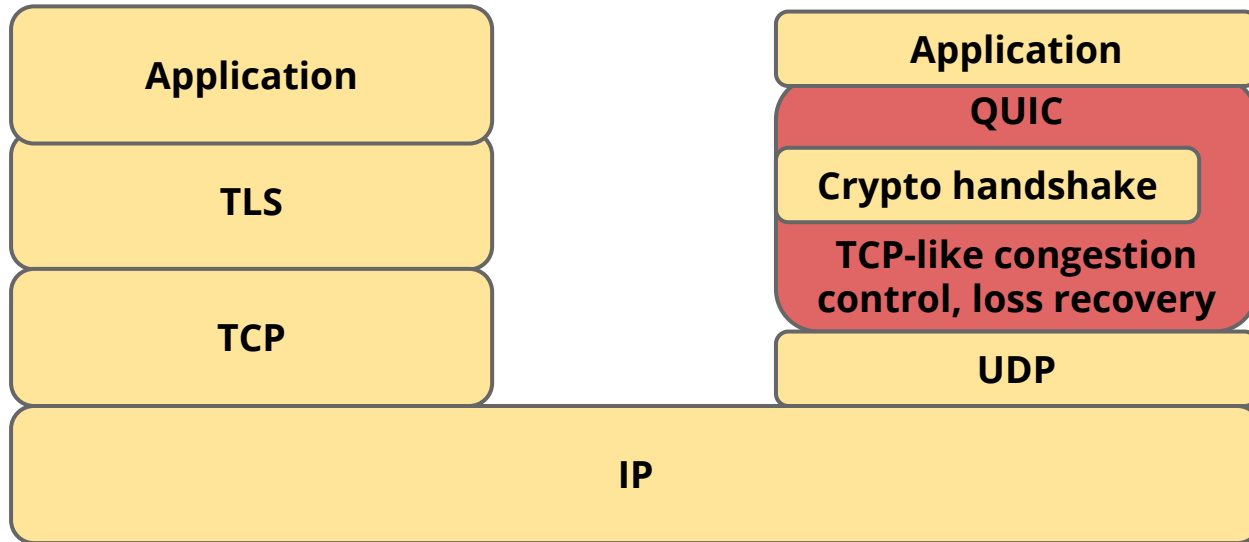 Application
TLS
TCP
Application
QUIC
Crypto handshake
TCP-like congestion
control, loss recovery
UDP
IP